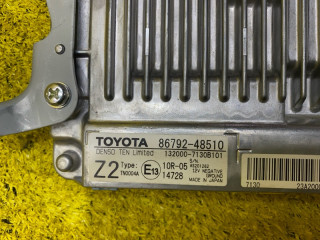 TOYOTA 86792-48510
DENSO TEN Limited 132000-7130B101
Z2 Type: E13 10R-05
14728
12V NEGATIVE
GROUND
MADE IN JAPAN
7130